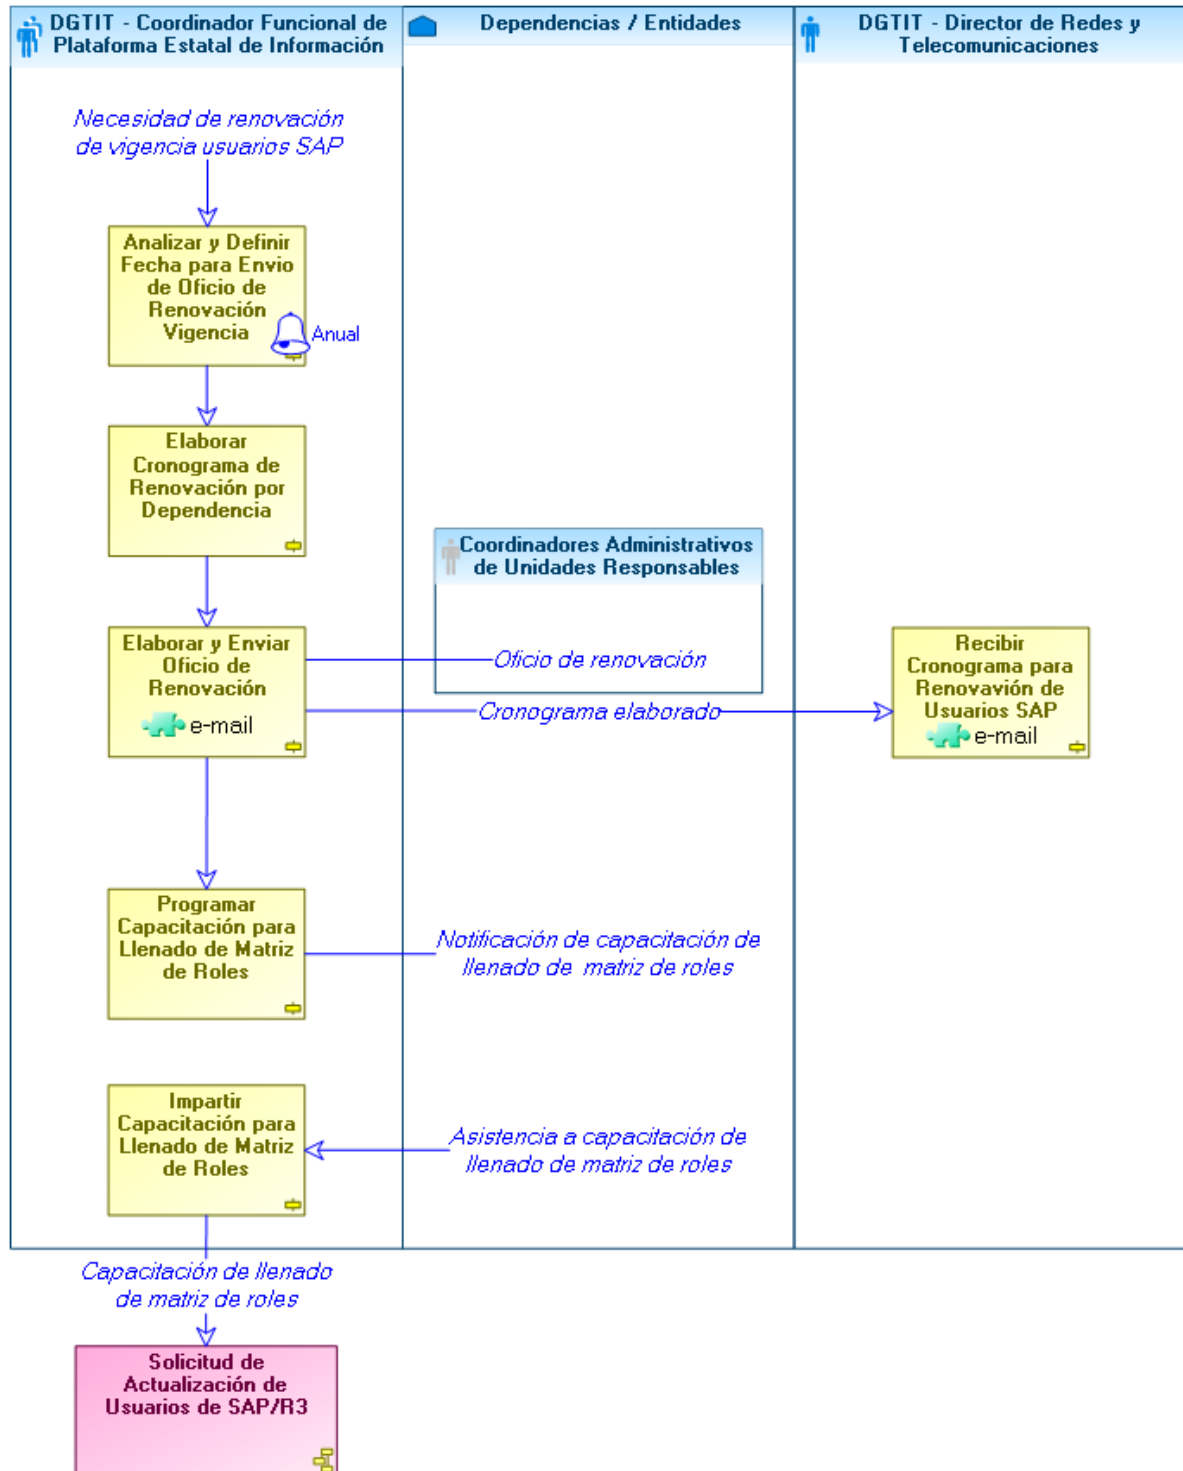 DGTIT - Coordinador Funcional de
Plataforma Estatal de Información
Dependencias / Entidades
DGTIT - Director de Redes y
Telecomunicaciones
Necesidad de renovación
de vigencia usuarios SAP
Analizar y Definir
Fecha para Envio
de Oficio de
Renovación
Vigencia
Anual
Elaborar
Cronograma de
Renovación por
Dependencia
Coordinadores Administrativos
de Unidades Responsables
Elaborar y Enviar
Oficio de
Renovación
e-mail
Oficio de renovación
Cronograma elaborado
Recibir
Cronograma para
Renovavión de
Usuarios SAP
e-mail
Programar
Capacitación para
Llenado de Matriz
de Roles
Notificación de capacitación de
llenado de matriz de roles
Impartir
Capacitación para
Llenado de Matriz
de Roles
Asistencia a capacitación de
llenado de matriz de roles
Capacitación de llenado
de matriz de roles
Solicitud de
Actualización de
Usuarios de SAP/R3